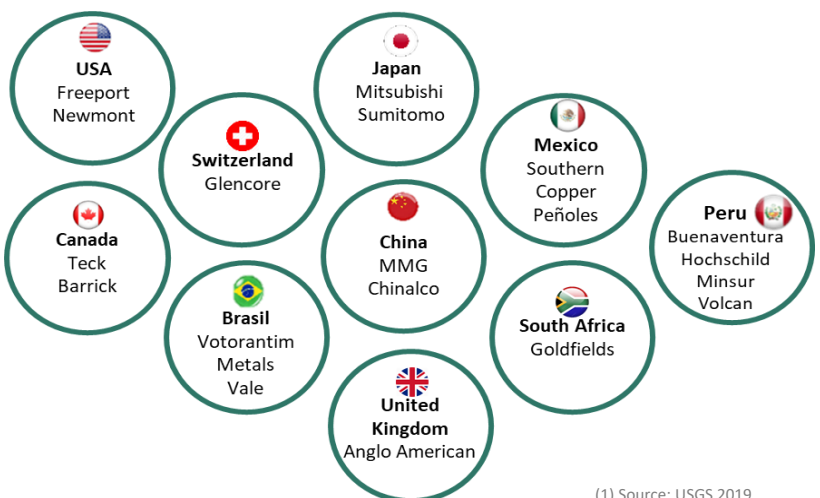 USA
Freeport
Newmont
Japan
Mitsubishi
Sumitomo
Switzerland
Glencore
Mexico
Southern
Copper
Peñoles
Canada
Teck
Barrick
China
MMG
Chinalco
Peru
Buenaventura
Hochschild
Minsur
Volcan
Brasil
Votorantim
Metals
Vale
South Africa
Goldfields
United
Kingdom
Anglo American
(1) Source: USGS 2019